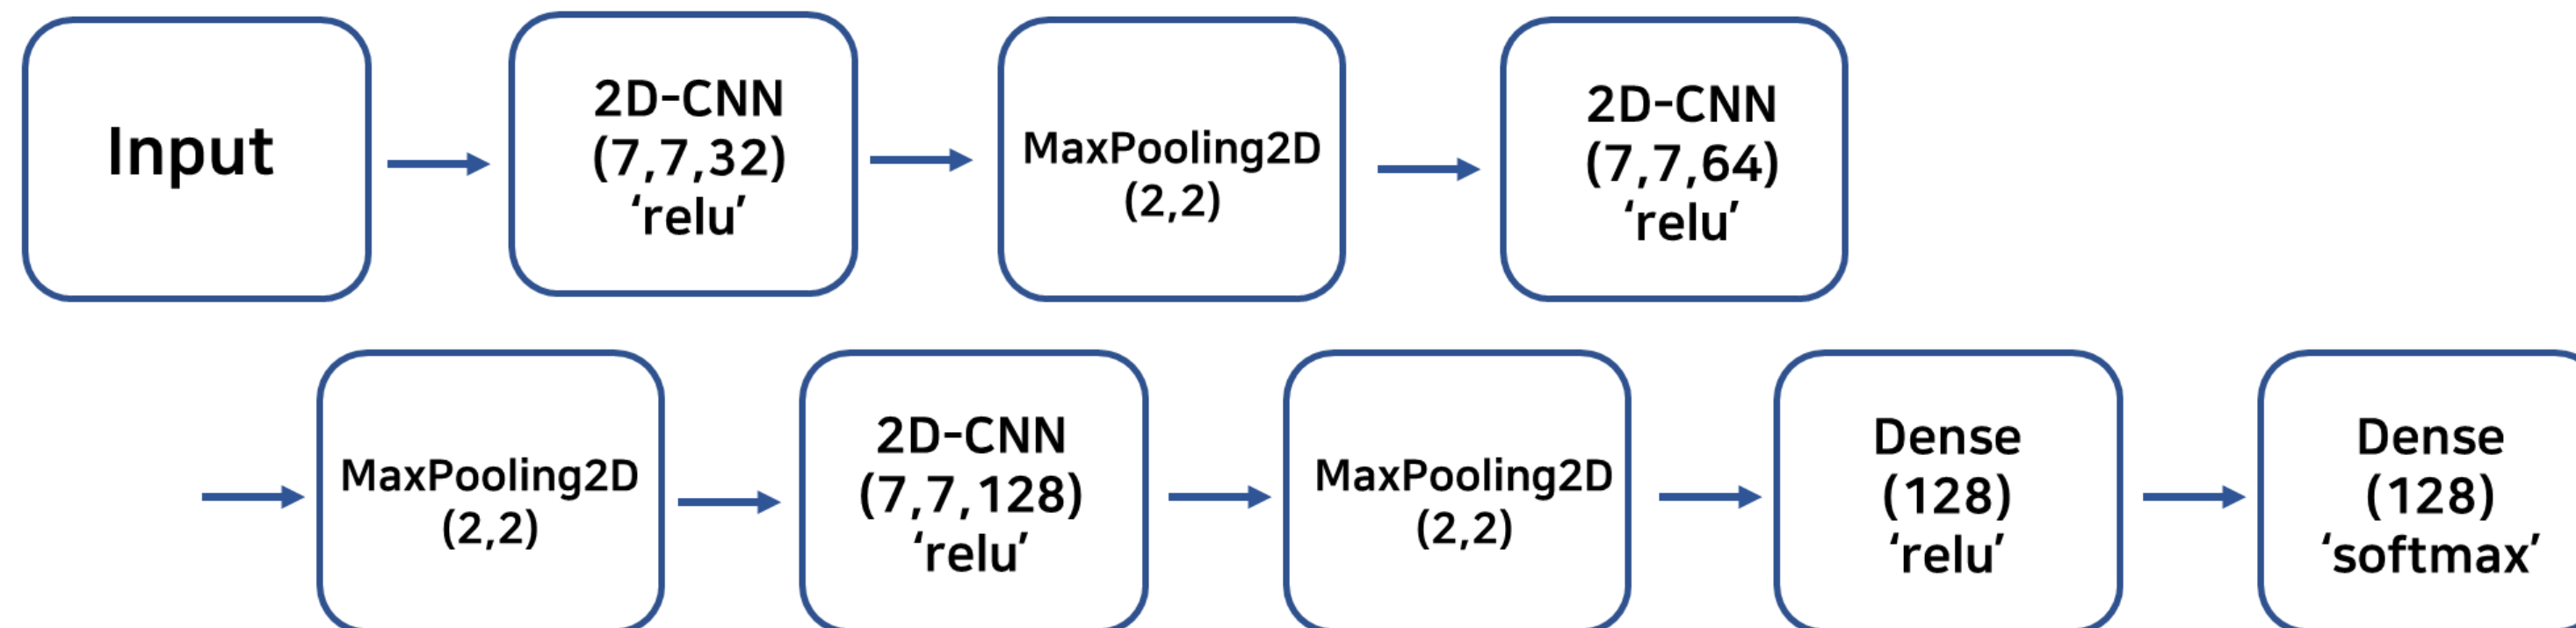 Input
2D-CNN
(7,7,32)
‘relu’
MaxPooling2D
(2,2)
2D-CNN
(7,7,64)
‘relu’
MaxPooling2D
(2,2)
2D-CNN
(7,7,128)
‘relu’
MaxPooling2D
(2,2)
Dense
(128)
‘relu’
Dense
(128)
‘softmax’